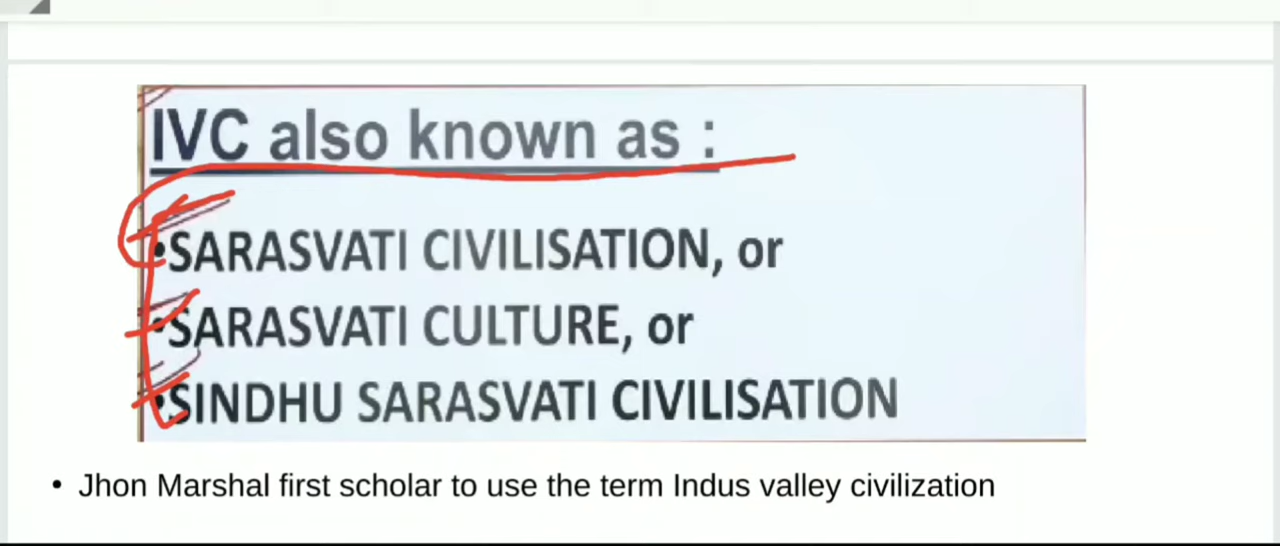 IVC also known as :
•SARASVATI CIVILISATION, or
•SARASVATI CULTURE, or
•SINDHU SARASVATI CIVILISATION
• Jhon Marshal first scholar to use the term Indus valley civilization